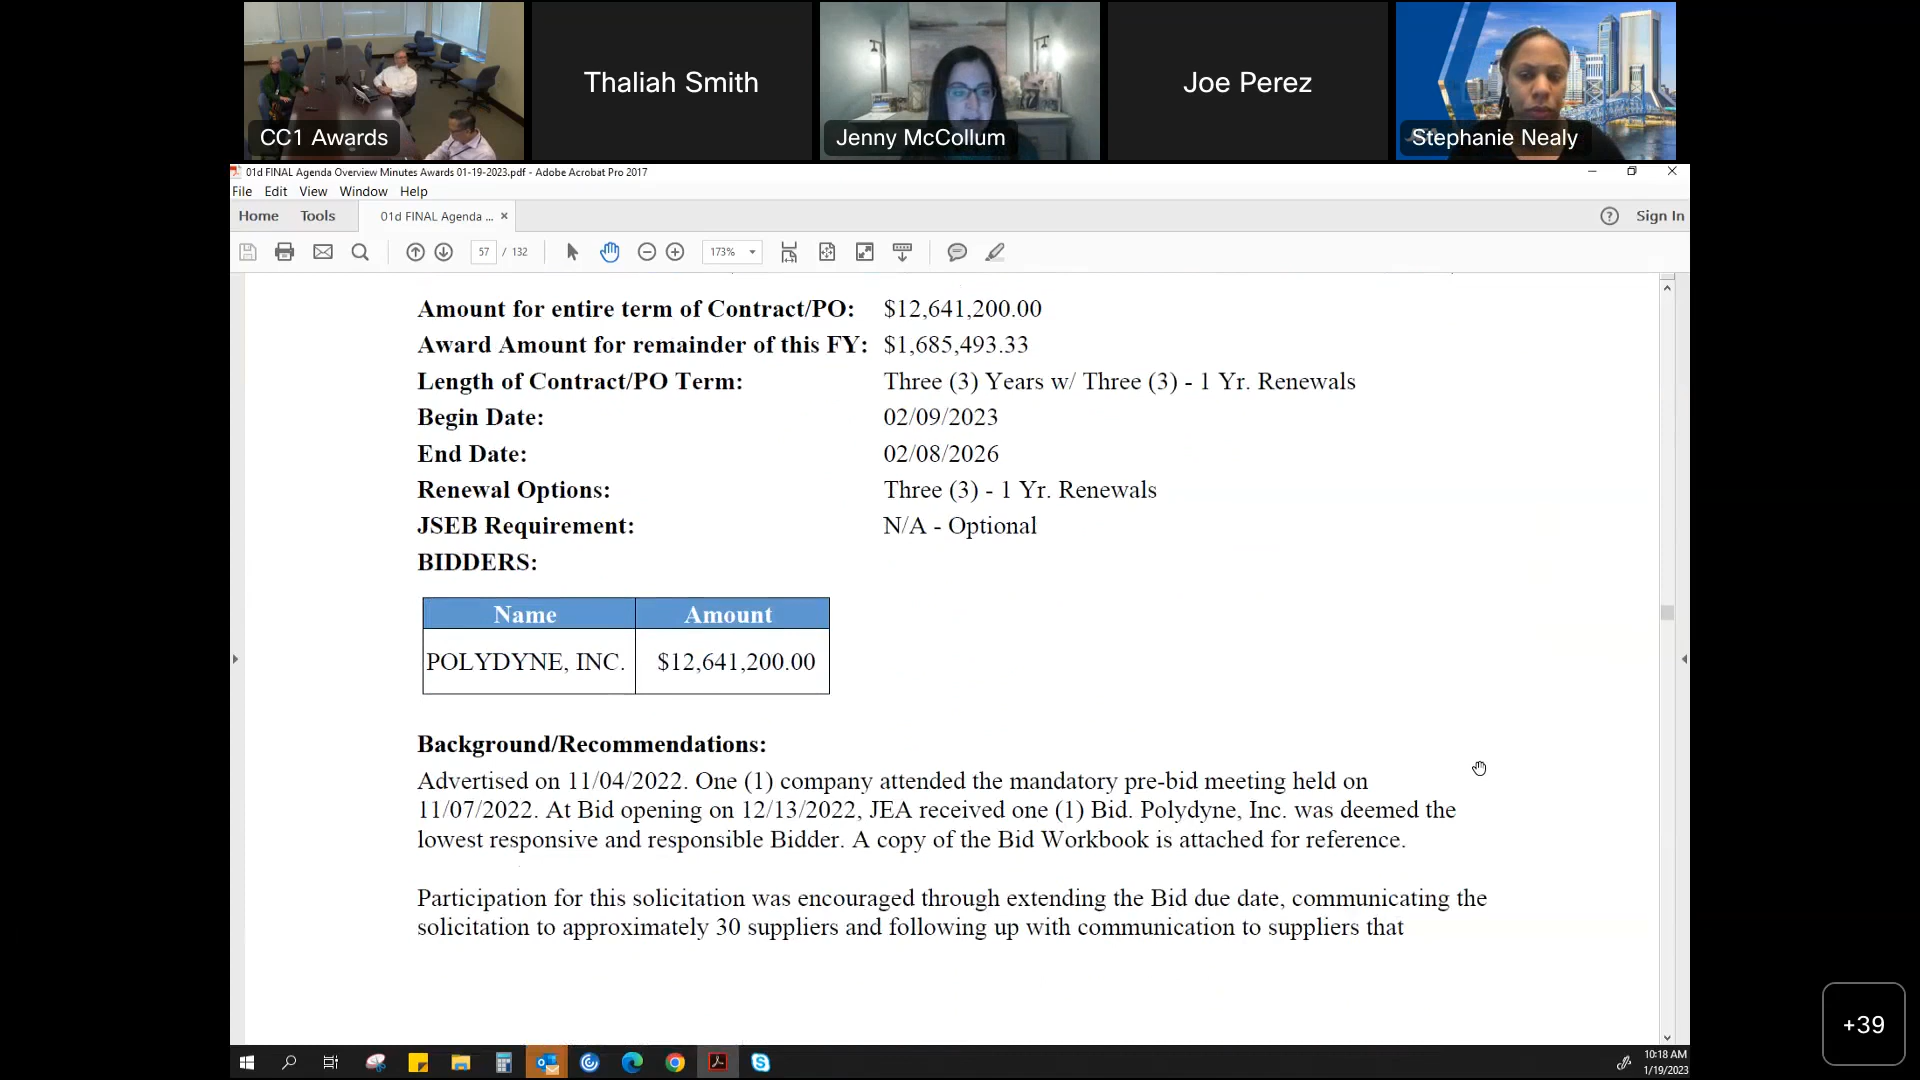 CC1 Awards
Thaliah Smith
Jenny McCollum
Joe Perez
Stephanie Nealy
01d FINAL Agenda Overview Minutes Awards 01-19-2023.pdf - Adobe Acrobat Pro 2017
File Edit View Window Help
Home Tools 01d FINAL Agenda ... × Sign In
57 / 132 173%
Amount for entire term of Contract/PO: $12,641,200.00
Award Amount for remainder of this FY: $1,685,493.33
Length of Contract/PO Term: Three (3) Years w/ Three (3) - 1 Yr. Renewals
Begin Date: 02/09/2023
End Date: 02/08/2026
Renewal Options: Three (3) - 1 Yr. Renewals
JSEB Requirement: N/A - Optional
BIDDERS:
Name Amount
POLYDYNE, INC. $12,641,200.00
Background/Recommendations:
Advertised on 11/04/2022. One (1) company attended the mandatory pre-bid meeting held on
11/07/2022. At Bid opening on 12/13/2022, JEA received one (1) Bid. Polydyne, Inc. was deemed the
lowest responsive and responsible Bidder. A copy of the Bid Workbook is attached for reference.
Participation for this solicitation was encouraged through extending the Bid due date, communicating the
solicitation to approximately 30 suppliers and following up with communication to suppliers that
+39
10:18 AM
1/19/2023